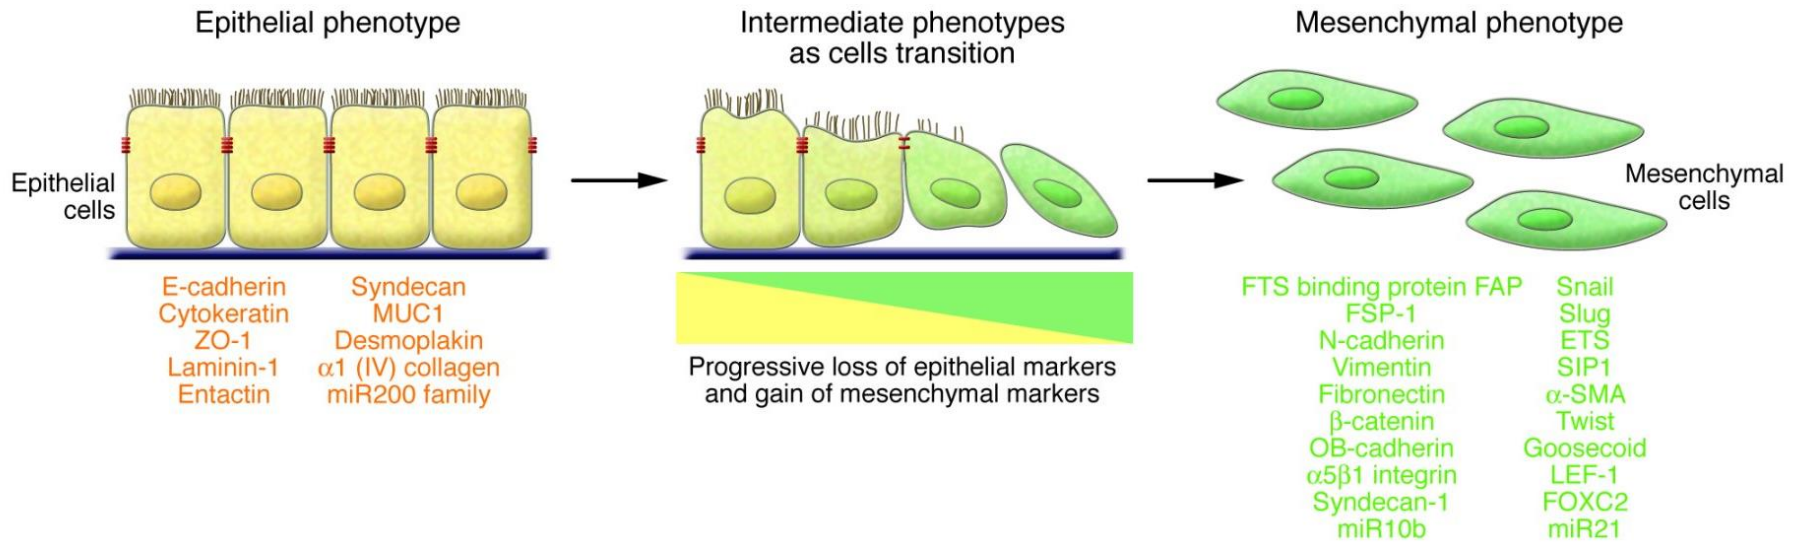 Epithelial phenotype
Intermediate phenotypes
as cells transition
Mesenchymal phenotype
Epithelial
cells
Mesenchymal
cells
E-cadherin
Cytokeratin
ZO-1
Laminin-1
Entactin
Syndecan
MUC1
Desmoplakin
α1 (IV) collagen
miR200 family
Progressive loss of epithelial markers
and gain of mesenchymal markers
FTS binding protein FAP
FSP-1
N-cadherin
Vimentin
Fibronectin
β-catenin
OB-cadherin
α5β1 integrin
Syndecan-1
miR10b
Snail
Slug
ETS
SIP1
α-SMA
Twist
Goosecoid
LEF-1
FOXC2
miR21